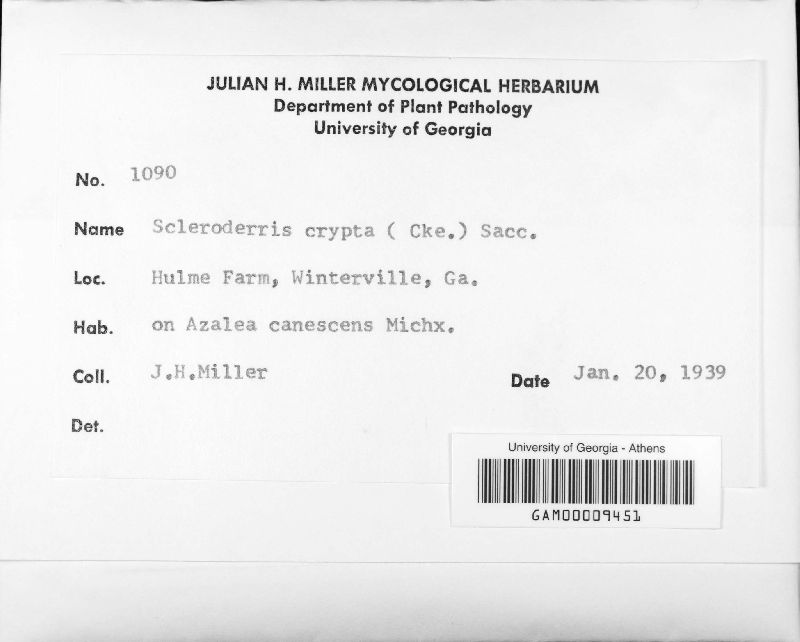 JULIAN H. MILLER MYCOLOGICAL HERBARIUM
Department of Plant Pathology
University of Georgia
No. 1090
Name Scleroderris crypta ( Cke.) Sacc.
Loc. Hulme Farm, Winterville, Ga.
Hab. on Azalea canescens Michx.
Coll. J.H.Miller Date Jan. 20, 1939
Det.
University of Georgia - Athens
GAM00009451